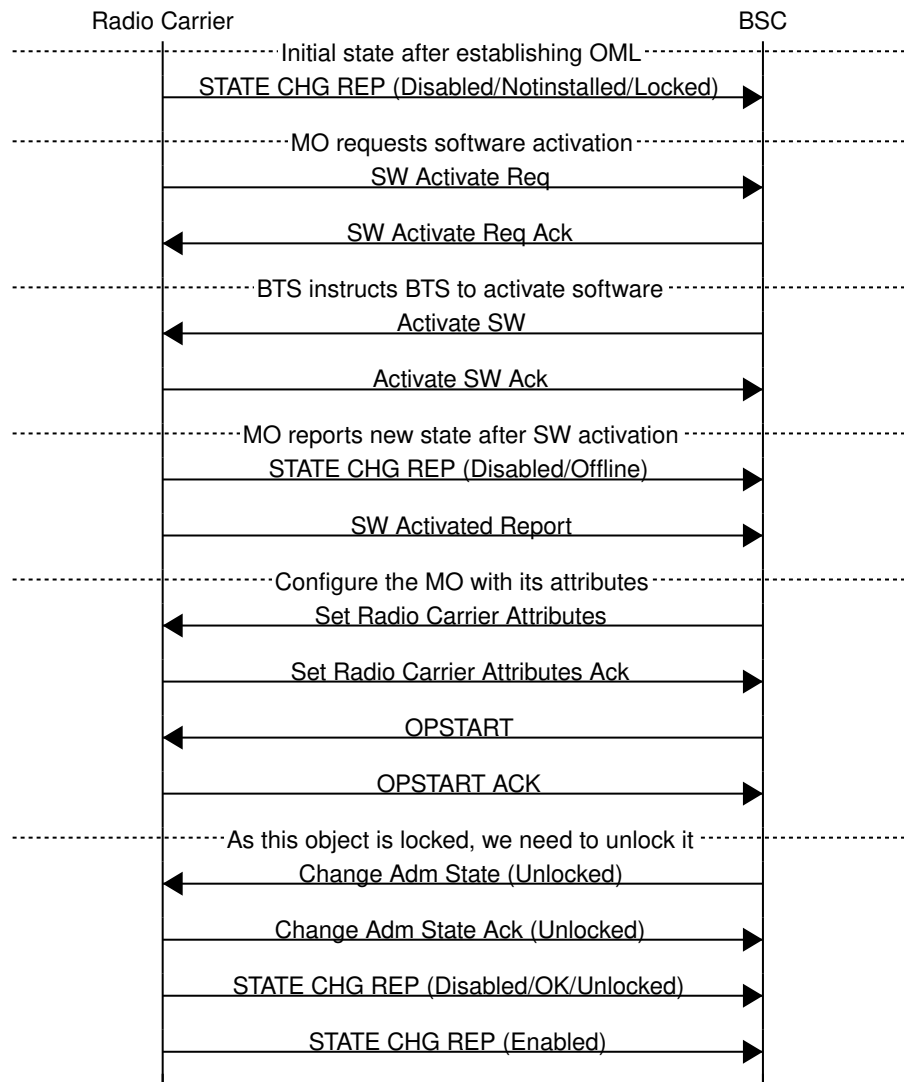 Radio Carrier BSC
Initial state after establishing OML
STATE CHG REP (Disabled/Notinstalled/Locked)
MO requests software activation
SW Activate Req
SW Activate Req Ack
BTS instructs BTS to activate software
Activate SW
Activate SW Ack
MO reports new state after SW activation
STATE CHG REP (Disabled/Offline)
SW Activated Report
Configure the MO with its attributes
Set Radio Carrier Attributes
Set Radio Carrier Attributes Ack
OPSTART
OPSTART ACK
As this object is locked, we need to unlock it
Change Adm State (Unlocked)
Change Adm State Ack (Unlocked)
STATE CHG REP (Disabled/OK/Unlocked)
STATE CHG REP (Enabled)